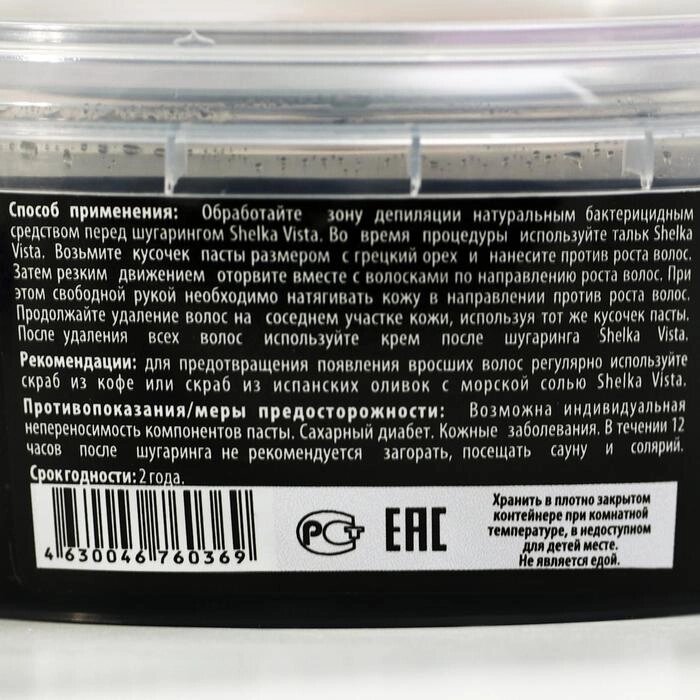 Способ применения: Обработайте зону депиляции натуральным бактерицидным
средством перед шугарингом Shelka Vista. Во время процедуры используйте тальк Shelka
Vista. Возьмите кусочек пасты размером с грецкий орех и нанесите против роста волос.
Затем резким движением оторвите вместе с волосками по направлению роста волос. При
этом свободной рукой необходимо натягивать кожу в направлении против роста волос.
Продолжайте удаление волос на соседнем участке кожи, используя тот же кусочек пасты.
После удаления всех волос используйте крем после шугаринга Shelka Vista.
Рекомендации: для предотвращения появления вросших волос регулярно используйте
скраб из кофе или скраб из испанских оливок с морской солью Shelka Vista.
Противопоказания/меры предосторожности: Возможна индивидуальная
непереносимость компонентов пасты. Сахарный диабет. Кожные заболевания. В течении 12
часов после шугаринга не рекомендуется загорать, посещать сауну и солярий.
Срок годности: 2 года.
4 630046 760369
РСТ
ЕАС
Хранить в плотно закрытом
контейнере при комнатной
температуре, в недоступном
для детей месте.
Не является едой.